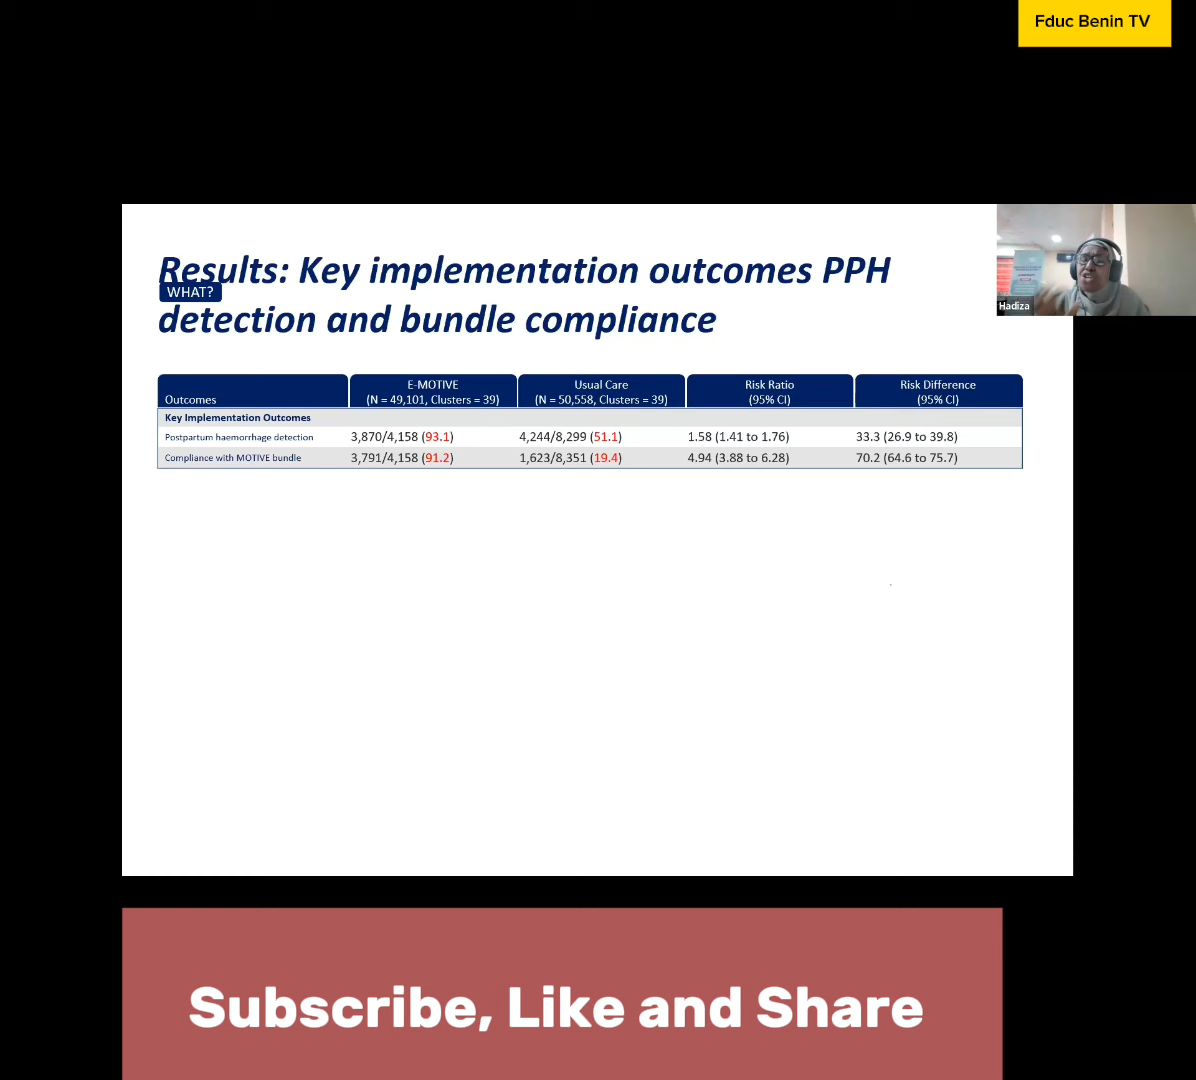 Fduc Benin TV
Results: Key implementation outcomes PPH
WHAT?
detection and bundle compliance
Hadiza
Outcomes E-MOTIVE (N = 49,101, Clusters = 39) Usual Care (N = 50,558, Clusters = 39) Risk Ratio (95% CI) Risk Difference (95% CI)
Key Implementation Outcomes
Postpartum haemorrhage detection 3,870/4,158 (93.1) 4,244/8,299 (51.1) 1.58 (1.41 to 1.76) 33.3 (26.9 to 39.8)
Compliance with MOTIVE bundle 3,791/4,158 (91.2) 1,623/8,351 (19.4) 4.94 (3.88 to 6.28) 70.2 (64.6 to 75.7)
Subscribe, Like and Share